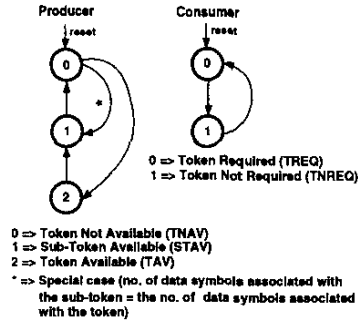 Producer
Consumer
reset
reset
0
0
*
1
1
2
0 => Token Required (TREQ)
1 => Token Not Required (TNREQ)
0 => Token Not Available (TNAV)
1 => Sub-Token Available (STAV)
2 => Token Available (TAV)
* => Special case (no. of data symbols associated with
the sub-token = the no. of data symbols associated
with the token)